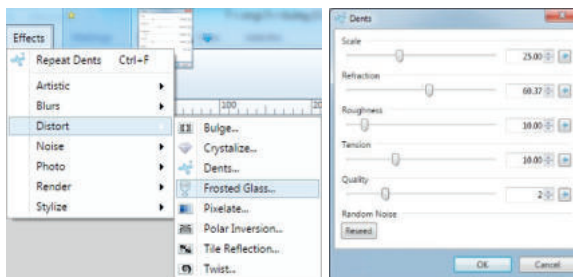 Effects
Repeat Dents Ctrl+F
Artistic
Blurs
Distort
Noise
Photo
Render
Stylize
100
20
Bulge...
Crystalize...
Dents...
Frosted Glass...
Pixelate...
Polar Inversion...
Tile Reflection...
Twist...
Dents
Scale
25.00
Refraction
60.37
Roughness
10.00
Tension
10.00
Quality
2
Random Noise
Reseed
OK Cancel